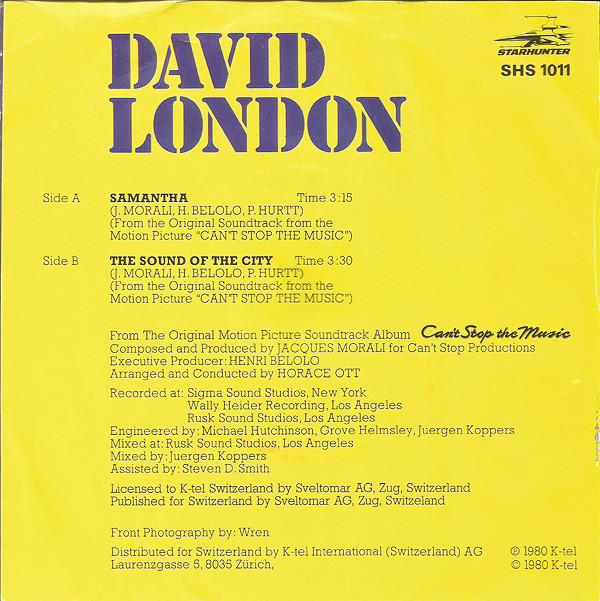 DAVID
LONDON
STARHUNTER
SHS 1011
Side A SAMANTHA Time 3:15
(J. MORALI, H. BELOLO, P. HURTT)
(From the Original Soundtrack from the
Motion Picture "CAN'T STOP THE MUSIC")
Side B THE SOUND OF THE CITY Time 3:30
(J. MORALI, H. BELOLO, P. HURTT)
(From the Original Soundtrack from the
Motion Picture "CAN'T STOP THE MUSIC")
From The Original Motion Picture Soundtrack Album Can't Stop the Music
Composed and Produced by JACQUES MORALI for Can't Stop Productions
Executive Producer: HENRI BELOLO
Arranged and Conducted by HORACE OTT
Recorded at: Sigma Sound Studios, New York
Wally Heider Recording, Los Angeles
Rusk Sound Studios, Los Angeles
Engineered by: Michael Hutchinson, Grove Helmsley, Juergen Koppers
Mixed at: Rusk Sound Studios, Los Angeles
Mixed by: Juergen Koppers
Assisted by: Steven D. Smith
Licensed to K-tel Switzerland by Sveltomar AG, Zug, Switzerland
Published for Switzerland by Sveltomar AG, Zug, Switzeland
Front Photography by: Wren
Distributed for Switzerland by K-tel International (Switzerland) AG ℗ 1980 K-tel
Laurenzgasse 5, 8035 Zürich, © 1980 K-tel